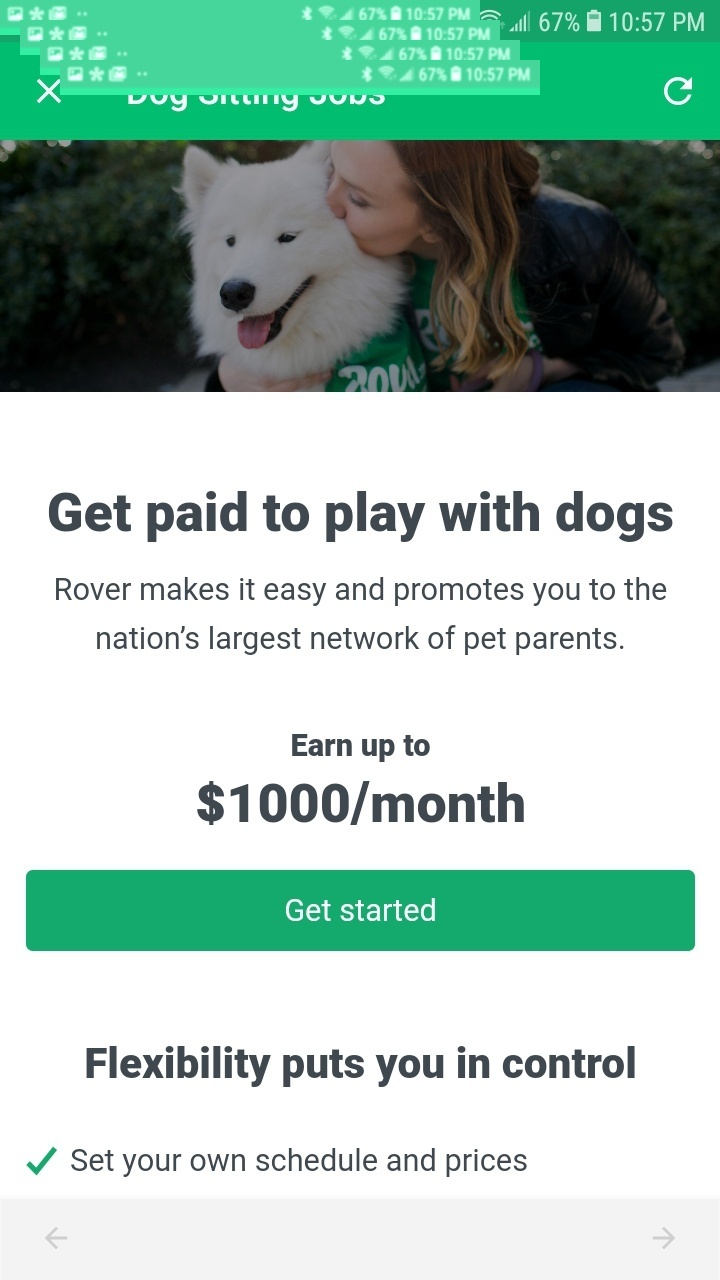 67% 10:57 PM
67% 10:57 PM
67% 10:57 PM
67% 10:57 PM
67% 10:57 PM
Dog Sitting Jobs
Get paid to play with dogs
Rover makes it easy and promotes you to the
nation’s largest network of pet parents.
Earn up to
$1000/month
Get started
Flexibility puts you in control
Set your own schedule and prices